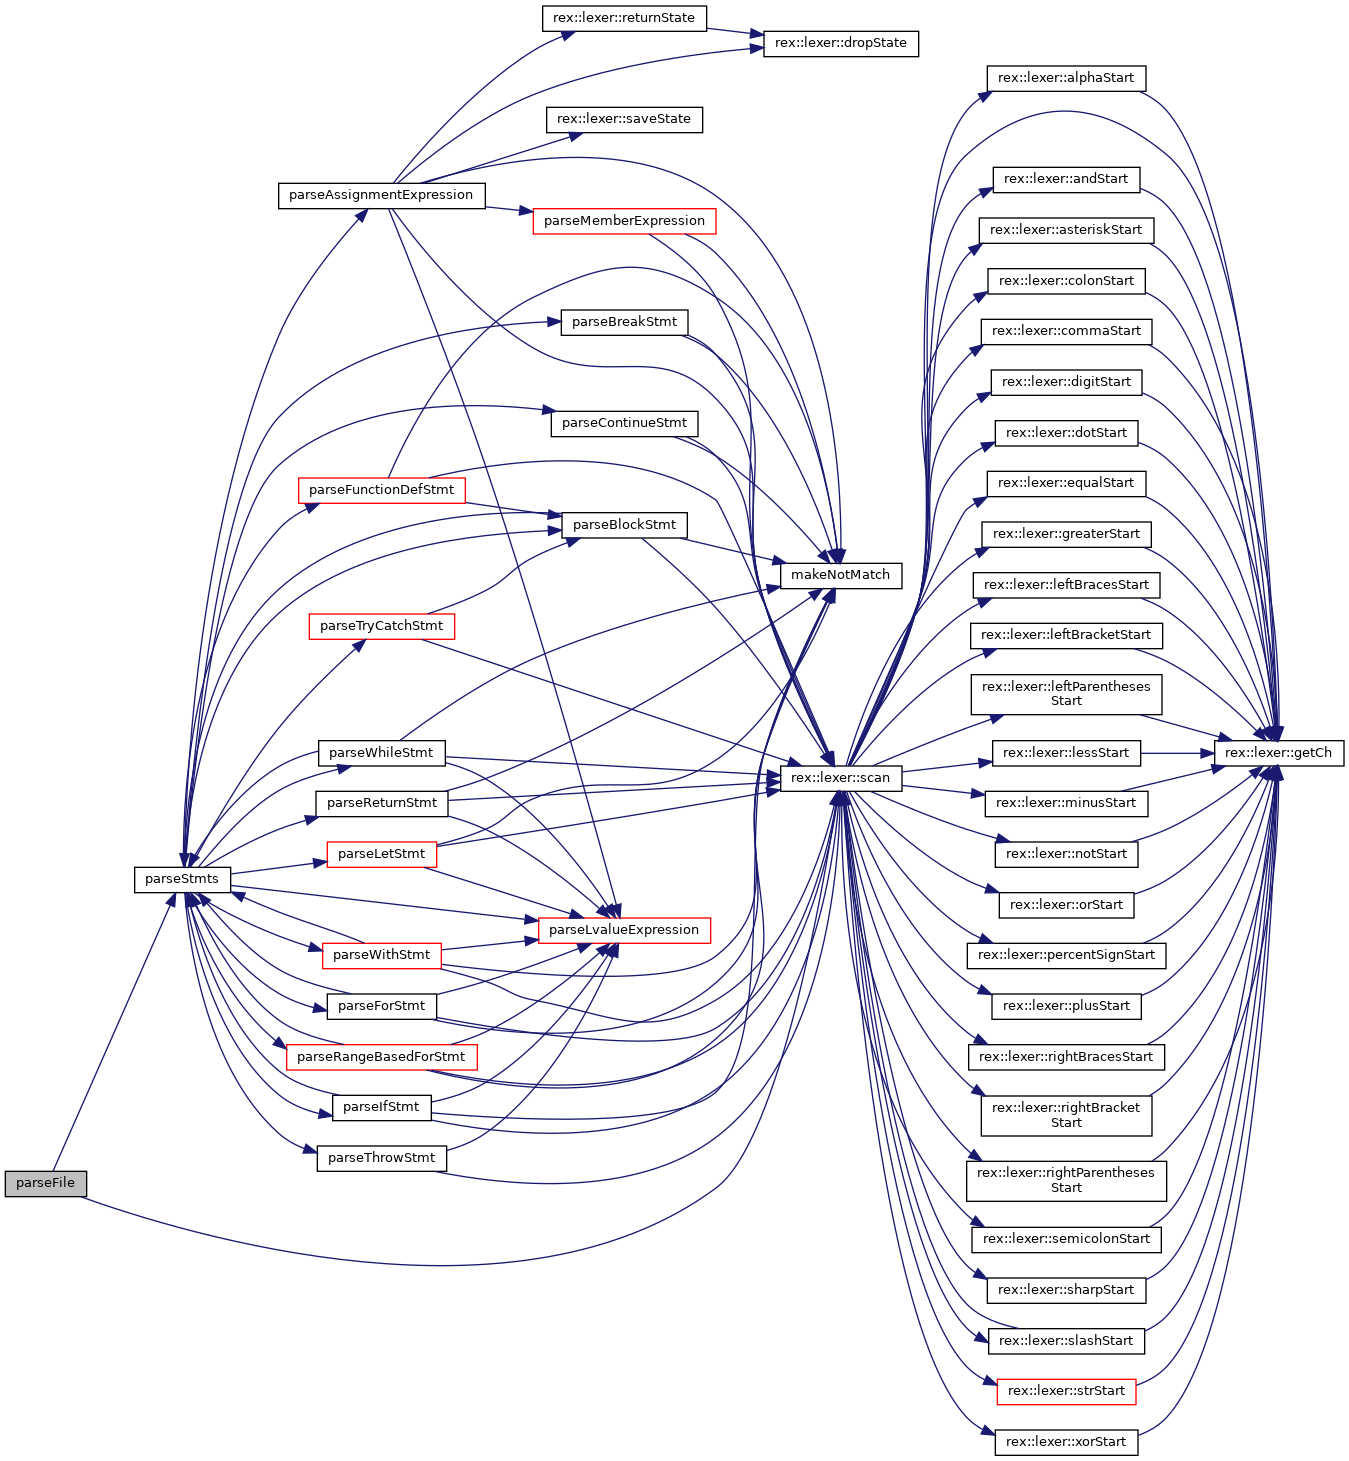 rex::lexer::returnState
rex::lexer::dropState
rex::lexer::alphaStart
rex::lexer::saveState
rex::lexer::andStart
parseAssignmentExpression
parseMemberExpression
rex::lexer::asteriskStart
rex::lexer::colonStart
parseBreakStmt
rex::lexer::commaStart
rex::lexer::digitStart
parseContinueStmt
rex::lexer::dotStart
parseFunctionDefStmt
rex::lexer::equalStart
parseBlockStmt
rex::lexer::greaterStart
makeNotMatch
rex::lexer::leftBracesStart
parseTryCatchStmt
rex::lexer::leftBracketStart
rex::lexer::leftParentheses
Start
parseWhileStmt
rex::lexer::lessStart
rex::lexer::getCh
rex::lexer::scan
parseReturnStmt
rex::lexer::minusStart
parseLetStmt
rex::lexer::notStart
parseStmts
rex::lexer::orStart
parseLvalueExpression
parseWithStmt
rex::lexer::percentSignStart
parseForStmt
rex::lexer::plusStart
parseRangeBasedForStmt
rex::lexer::rightBracesStart
parseIfStmt
rex::lexer::rightBracket
Start
parseThrowStmt
rex::lexer::rightParentheses
Start
parseFile
rex::lexer::semicolonStart
rex::lexer::sharpStart
rex::lexer::slashStart
rex::lexer::strStart
rex::lexer::xorStart